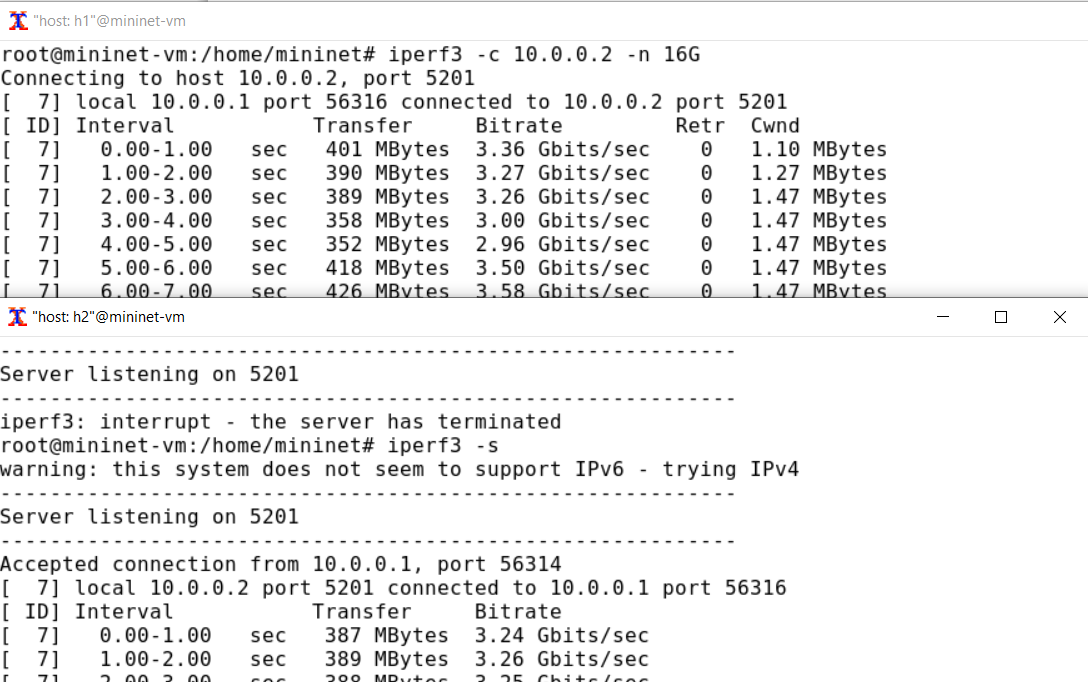 "host: h1"@mininet-vm
root@mininet-vm:/home/mininet# iperf3 -c 10.0.0.2 -n 16G
Connecting to host 10.0.0.2, port 5201
[  7] local 10.0.0.1 port 56316 connected to 10.0.0.2 port 5201
[ ID] Interval           Transfer     Bitrate         Retr  Cwnd
[  7]   0.00-1.00   sec   401 MBytes  3.36 Gbits/sec    0   1.10 MBytes
[  7]   1.00-2.00   sec   390 MBytes  3.27 Gbits/sec    0   1.27 MBytes
[  7]   2.00-3.00   sec   389 MBytes  3.26 Gbits/sec    0   1.47 MBytes
[  7]   3.00-4.00   sec   358 MBytes  3.00 Gbits/sec    0   1.47 MBytes
[  7]   4.00-5.00   sec   352 MBytes  2.96 Gbits/sec    0   1.47 MBytes
[  7]   5.00-6.00   sec   418 MBytes  3.50 Gbits/sec    0   1.47 MBytes
[  7]   6.00-7.00   sec   426 MBytes  3.58 Gbits/sec    0   1.47 MBytes
"host: h2"@mininet-vm
-----------------------------------------------------------
Server listening on 5201
-----------------------------------------------------------
iperf3: interrupt - the server has terminated
root@mininet-vm:/home/mininet# iperf3 -s
warning: this system does not seem to support IPv6 - trying IPv4
-----------------------------------------------------------
Server listening on 5201
-----------------------------------------------------------
Accepted connection from 10.0.0.1, port 56314
[  7] local 10.0.0.2 port 5201 connected to 10.0.0.1 port 56316
[ ID] Interval           Transfer     Bitrate
[  7]   0.00-1.00   sec   387 MBytes  3.24 Gbits/sec
[  7]   1.00-2.00   sec   389 MBytes  3.26 Gbits/sec
[  7]   2.00-3.00   sec   388 MBytes  3.25 Gbits/sec